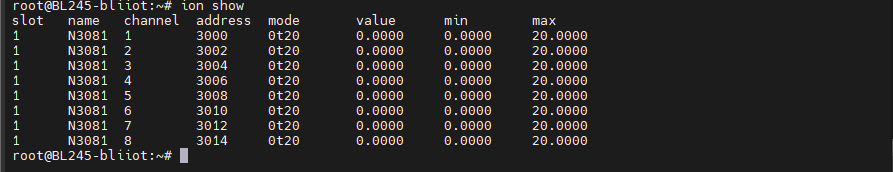 root@BL245-bliiot:~# ion show
slot name channel address mode value min max
1 N3081 1 3000 0t20 0.0000 0.0000 20.0000
1 N3081 2 3002 0t20 0.0000 0.0000 20.0000
1 N3081 3 3004 0t20 0.0000 0.0000 20.0000
1 N3081 4 3006 0t20 0.0000 0.0000 20.0000
1 N3081 5 3008 0t20 0.0000 0.0000 20.0000
1 N3081 6 3010 0t20 0.0000 0.0000 20.0000
1 N3081 7 3012 0t20 0.0000 0.0000 20.0000
1 N3081 8 3014 0t20 0.0000 0.0000 20.0000
root@BL245-bliiot:~#